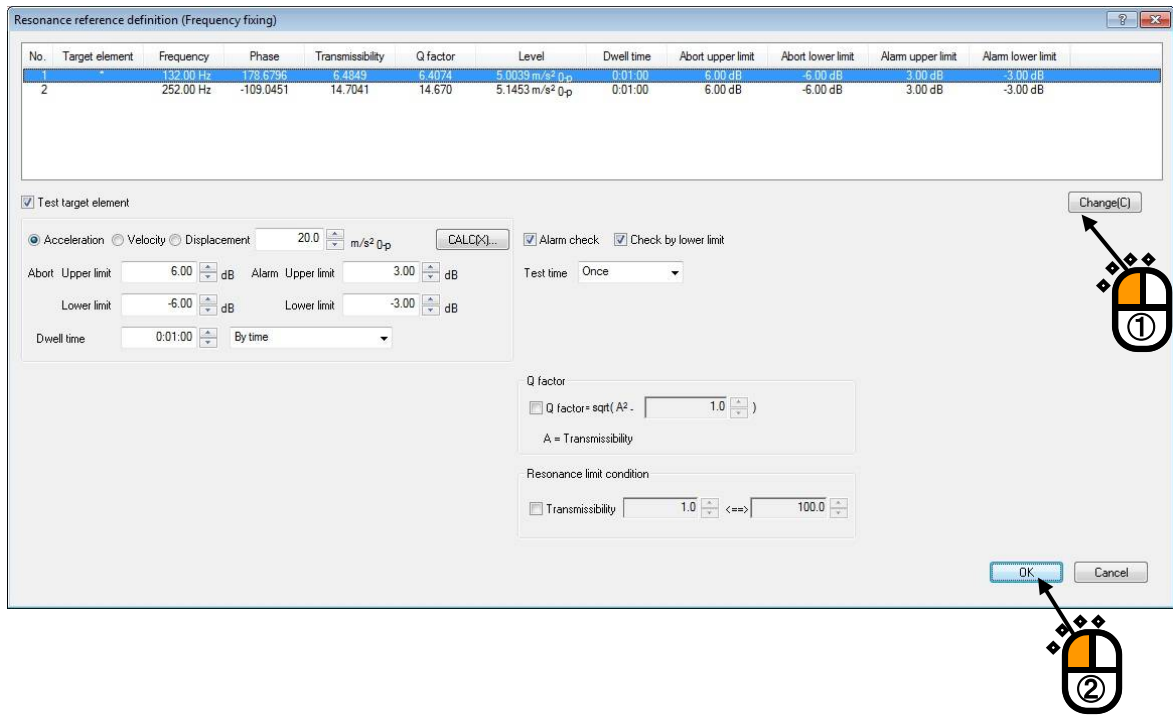 Resonance reference definition (Frequency fixing)
No. Target element Frequency Phase Transmissibility Q factor Level Dwell time Abort upper limit Abort lower limit Alarm upper limit Alarm lower limit
1 * 132.00 Hz 178.6796 6.4849 6.4074 5.0039 m/s² 0-p 0:01:00 6.00 dB -6.00 dB 3.00 dB -3.00 dB
2 252.00 Hz -109.0451 14.7041 14.670 5.1453 m/s² 0-p 0:01:00 6.00 dB -6.00 dB 3.00 dB -3.00 dB
Test target element Change(C)
Acceleration Velocity Displacement 20.0 m/s² 0-p CALC(X)... Alarm check Check by lower limit
Abort Upper limit 6.00 dB Alarm Upper limit 3.00 dB Test time Once
Lower limit -6.00 dB Lower limit -3.00 dB
①
Dwell time 0:01:00 By time
Q factor
Q factor= sqrt( A² - 1.0 )
A = Transmissibility
Resonance limit condition
Transmissibility 1.0 <==> 100.0
OK Cancel
②